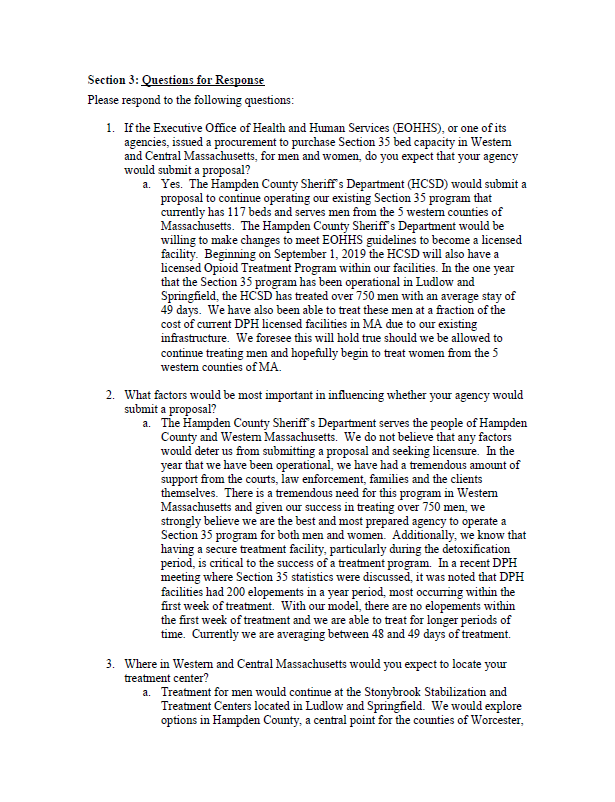 Section 3: Questions for Response
Please respond to the following questions:
1. If the Executive Office of Health and Human Services (EOHHS), or one of its
agencies, issued a procurement to purchase Section 35 bed capacity in Western
and Central Massachusetts, for men and women, do you expect that your agency
would submit a proposal?
a. Yes. The Hampden County Sheriff's Department (HCSD) would submit a
proposal to continue operating our existing Section 35 program that
currently has 117 beds and serves men from the 5 western counties of
Massachusetts. The Hampden County Sheriff's Department would be
willing to make changes to meet EOHHS guidelines to become a licensed
facility. Beginning on September 1, 2019 the HCSD will also have a
licensed Opioid Treatment Program within our facilities. In the one year
that the Section 35 program has been operational in Ludlow and
Springfield, the HCSD has treated over 750 men with an average stay of
49 days. We have also been able to treat these men at a fraction of the
cost of current DPH licensed facilities in MA due to our existing
infrastructure. We foresee this will hold true should we be allowed to
continue treating men and hopefully begin to treat women from the 5
western counties of MA.
2. What factors would be most important in influencing whether your agency would
submit a proposal?
a. The Hampden County Sheriff's Department serves the people of Hampden
County and Western Massachusetts. We do not believe that any factors
would deter us from submitting a proposal and seeking licensure. In the
year that we have been operational, we have had a tremendous amount of
support from the courts, law enforcement, families and the clients
themselves. There is a tremendous need for this program in Western
Massachusetts and given our success in treating over 750 men, we
strongly believe we are the best and most prepared agency to operate a
Section 35 program for both men and women. Additionally, we know that
having a secure treatment facility, particularly during the detoxification
period, is critical to the success of a treatment program. In a recent DPH
meeting where Section 35 statistics were discussed, it was noted that DPH
facilities had 200 elopements in a year period, most occurring within the
first week of treatment. With our model, there are no elopements within
the first week of treatment and we are able to treat for longer periods of
time. Currently we are averaging between 48 and 49 days of treatment.
3. Where in Western and Central Massachusetts would you expect to locate your
treatment center?
a. Treatment for men would continue at the Stonybrook Stabilization and
Treatment Centers located in Ludlow and Springfield. We would explore
options in Hampden County, a central point for the counties of Worcester,